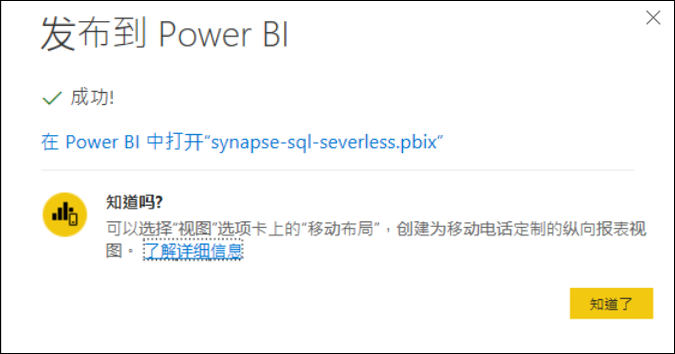 发布到 Power BI
成功!
在 Power BI 中打开“synapse-sql-severless.pbix”
知道吗?
可以选择“视图”选项卡上的“移动布局”，创建为移动电话定制的纵向报表视
图。 了解详细信息
知道了